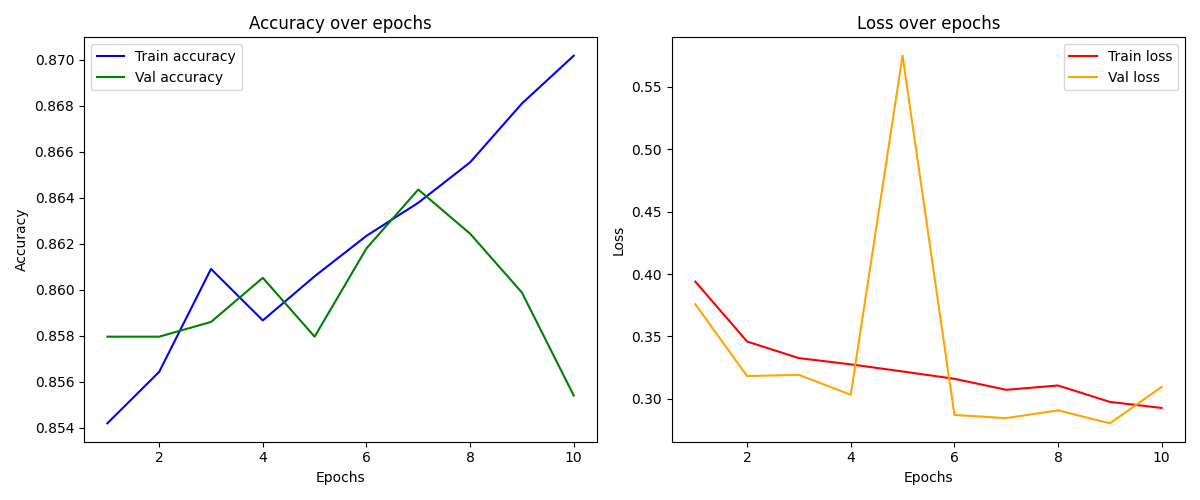 Accuracy over epochs
Train accuracy
Val accuracy
0.870
0.868
0.866
0.864
0.862
0.860
0.858
0.856
0.854
Accuracy
2 4 6 8 10
Epochs
Loss over epochs
Train loss
Val loss
0.55
0.50
0.45
0.40
0.35
0.30
Loss
2 4 6 8 10
Epochs